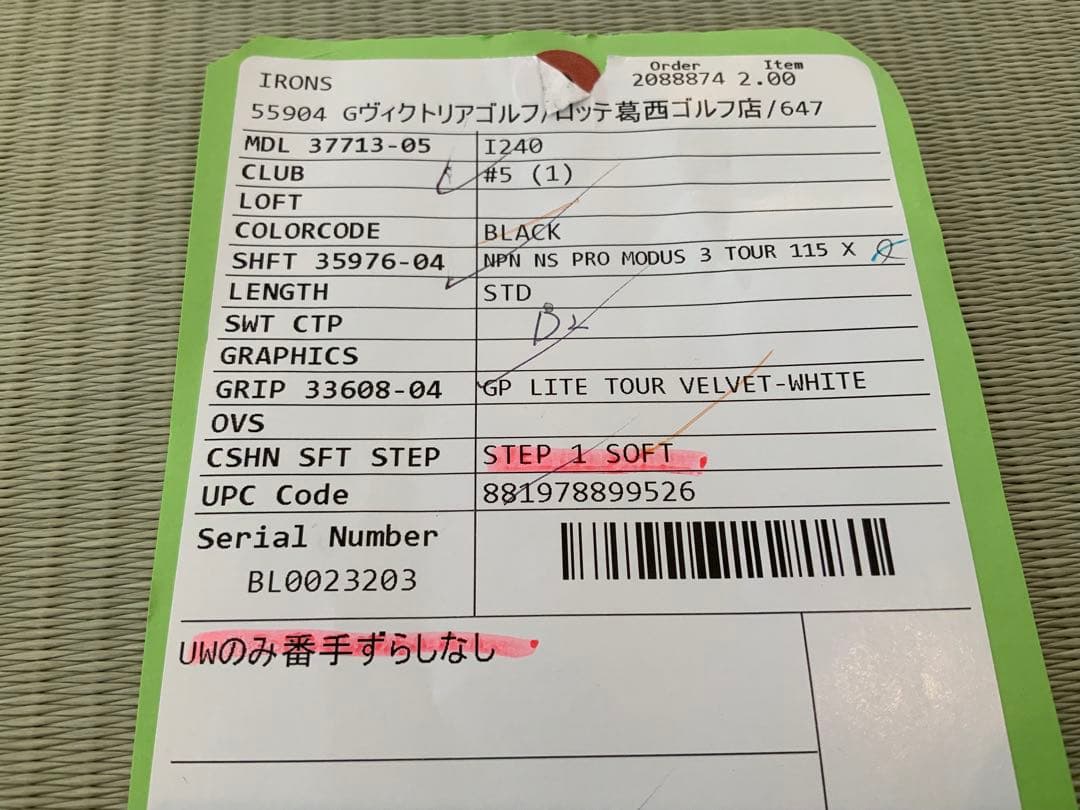 IRONS
Order Item
2088874 2.00
55904 Gヴィクトリアゴルフ/ロッテ葛西ゴルフ店/647
MDL 37713-05 I240
CLUB #5 (1)
LOFT
COLORCODE BLACK
SHFT 35976-04 NPN NS PRO MODUS 3 TOUR 115 X
LENGTH STD
SWT CTP D2
GRAPHICS
GRIP 33608-04 GP LITE TOUR VELVET-WHITE
OVS
CSHN SFT STEP STEP 1 SOFT
UPC Code 881978899526
Serial Number
BL0023203
UWのみ番手ずらしなし